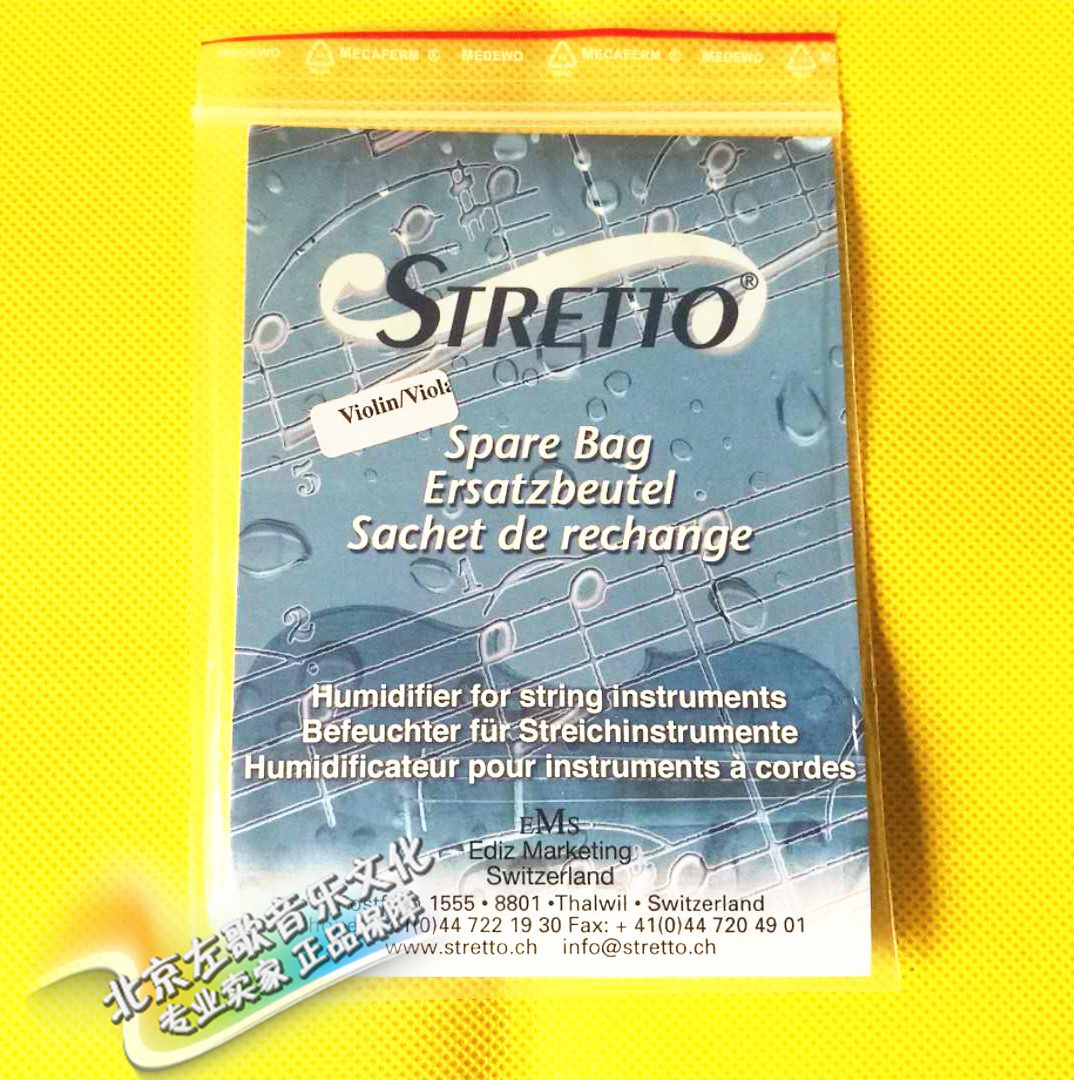 MEDEWO MECAFERM ® MEDEWO MECAFERM ® MEDEWO ®
STRETTO®
Violin/Viola
Spare Bag
Ersatzbeutel
Sachet de rechange
5
1
2
Humidifier for string instruments
Befeuchter für Streichinstrumente
Humidificateur pour instruments à cordes
EMS
Ediz Marketing
Switzerland
1555 • 8801 •Thalwil • Switzerland
(0)44 722 19 30 Fax: + 41(0)44 720 49 01
www.stretto.ch info@stretto.ch
北京左歌音乐文化
专业卖家 正品保障